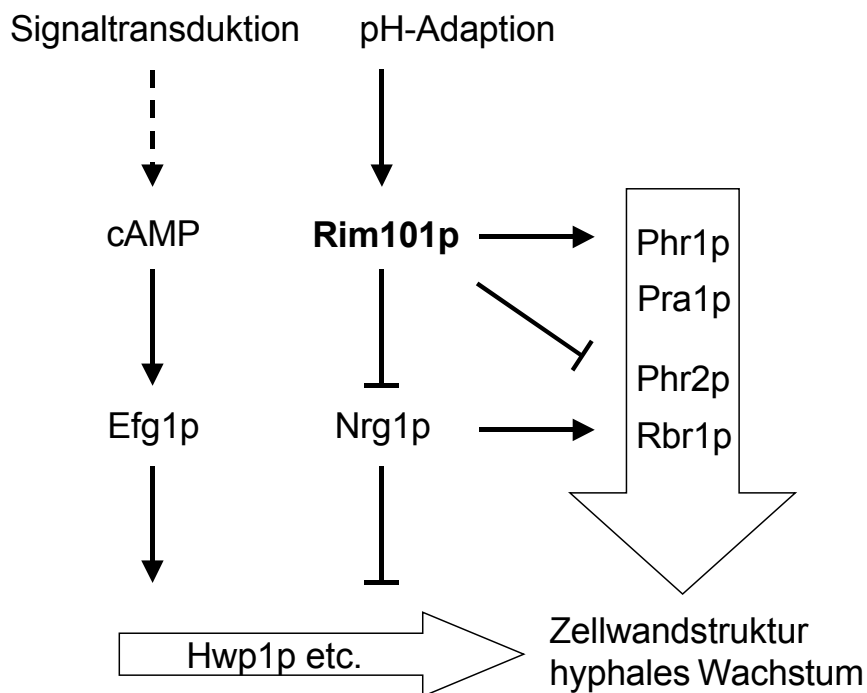 Signaltransduktion
pH-Adaption
cAMP
Rim101p
Phr1p
Pra1p
Phr2p
Efg1p
Nrg1p
Rbr1p
Hwp1p etc.
Zellwandstruktur
hyphales Wachstum